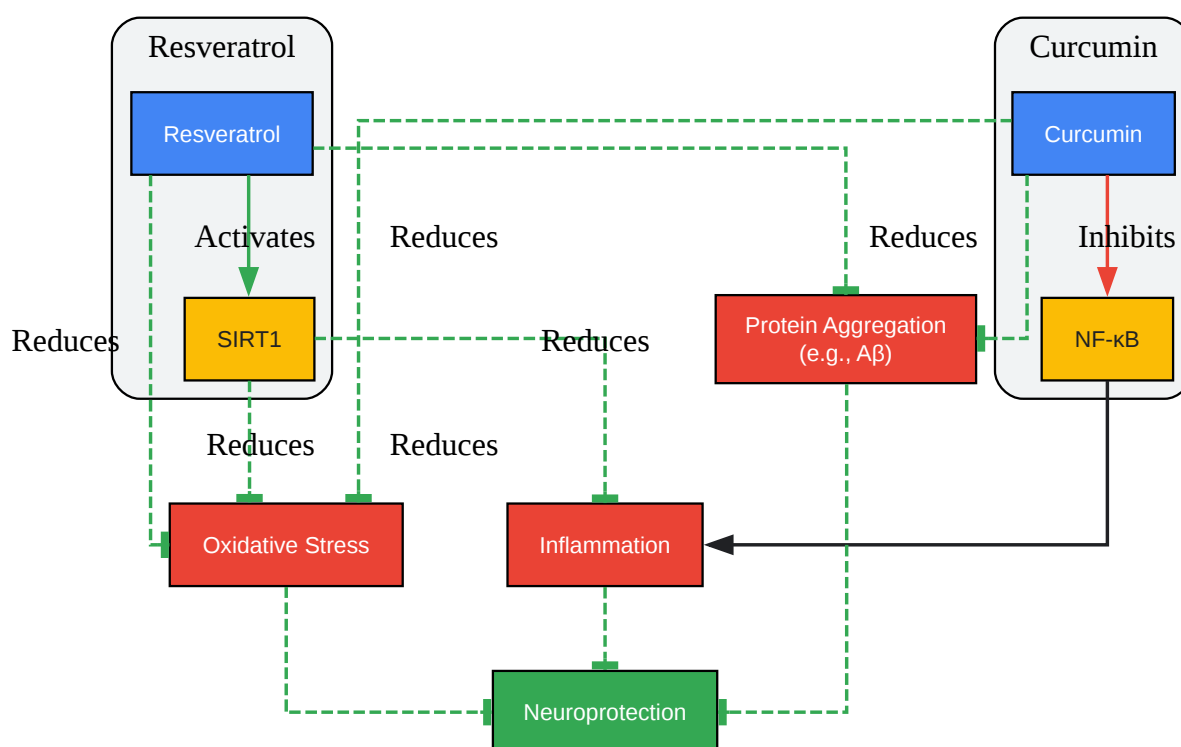 Resveratrol
Curcumin
Resveratrol
Curcumin
Activates
Reduces
Reduces
Inhibits
Reduces
SIRT1
Reduces
Protein Aggregation
(e.g., Aβ)
NF-κB
Reduces
Reduces
Oxidative Stress
Inflammation
Neuroprotection